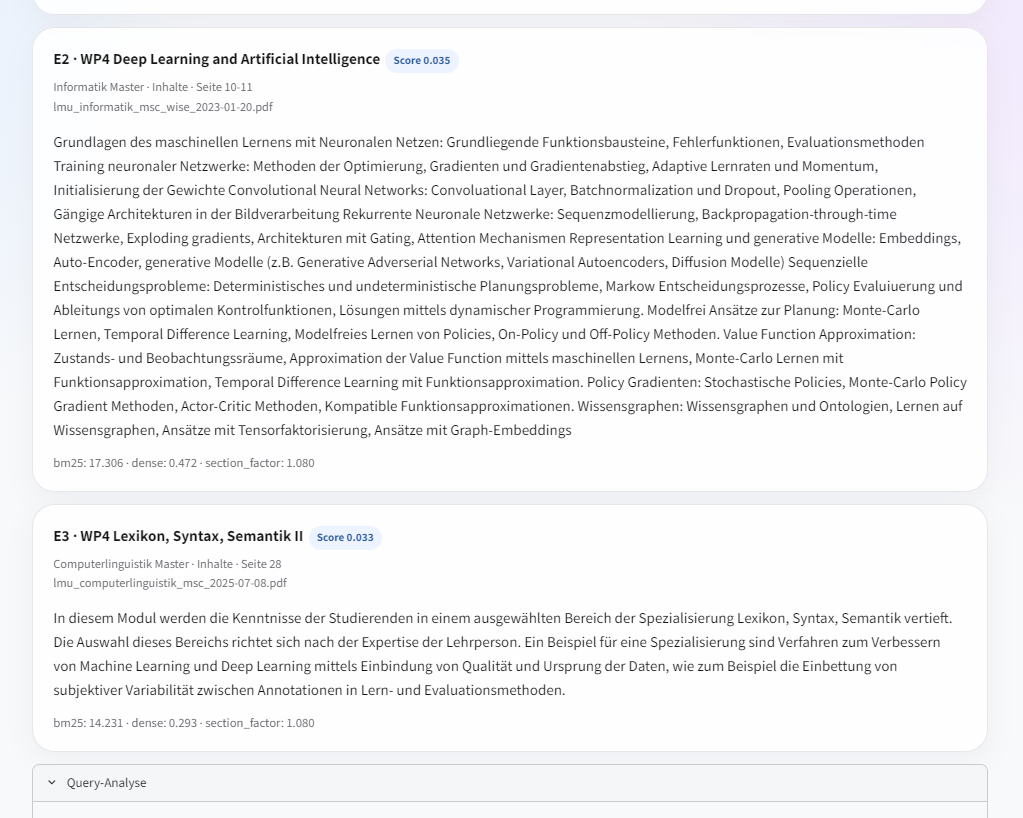 E2 · WP4 Deep Learning and Artificial Intelligence Score 0.035
Informatik Master · Inhalte · Seite 10-11
lmu_informatik_msc_wise_2023-01-20.pdf
Grundlagen des maschinellen Lernens mit Neuronalen Netzen: Grundliegende Funktionsbausteine, Fehlerfunktionen, Evaluationsmethoden
Training neuronaler Netzwerke: Methoden der Optimierung, Gradienten und Gradientenabstieg, Adaptive Lernraten und Momentum,
Initialisierung der Gewichte Convolutional Neural Networks: Convoluational Layer, Batchnormalization und Dropout, Pooling Operationen,
Gängige Architekturen in der Bildverarbeitung Rekurrente Neuronale Netzwerke: Sequenzmodellierung, Backpropagation-through-time
Netzwerke, Exploding gradients, Architekturen mit Gating, Attention Mechanismen Representation Learning und generative Modelle: Embeddings,
Auto-Encoder, generative Modelle (z.B. Generative Adverserial Networks, Variational Autoencoders, Diffusion Modelle) Sequenzielle
Entscheidungsprobleme: Deterministisches und undeterministische Planungsprobleme, Markow Entscheidungsprozesse, Policy Evaluiuerung und
Ableitungs von optimalen Kontrolfunktionen, Lösungen mittels dynamischer Programmierung. Modelfrei Ansätze zur Planung: Monte-Carlo
Lernen, Temporal Difference Learning, Modelfreies Lernen von Policies, On-Policy und Off-Policy Methoden. Value Function Approximation:
Zustands- und Beobachtungssräume, Approximation der Value Function mittels maschinellen Lernens, Monte-Carlo Lernen mit
Funktionsapproximation, Temporal Difference Learning mit Funktionsapproximation. Policy Gradienten: Stochastische Policies, Monte-Carlo Policy
Gradient Methoden, Actor-Critic Methoden, Kompatible Funktionsapproximationen. Wissensgraphen: Wissensgraphen und Ontologien, Lernen auf
Wissensgraphen, Ansätze mit Tensorfaktorisierung, Ansätze mit Graph-Embeddings
bm25: 17.306 · dense: 0.472 · section_factor: 1.080
E3 · WP4 Lexikon, Syntax, Semantik II Score 0.033
Computerlinguistik Master · Inhalte · Seite 28
lmu_computerlinguistik_msc_2025-07-08.pdf
In diesem Modul werden die Kenntnisse der Studierenden in einem ausgewählten Bereich der Spezialisierung Lexikon, Syntax, Semantik vertieft.
Die Auswahl dieses Bereichs richtet sich nach der Expertise der Lehrperson. Ein Beispiel für eine Spezialisierung sind Verfahren zum Verbessern
von Machine Learning und Deep Learning mittels Einbindung von Qualität und Ursprung der Daten, wie zum Beispiel die Einbettung von
subjektiver Variabilität zwischen Annotationen in Lern- und Evaluationsmethoden.
bm25: 14.231 · dense: 0.293 · section_factor: 1.080
Query-Analyse